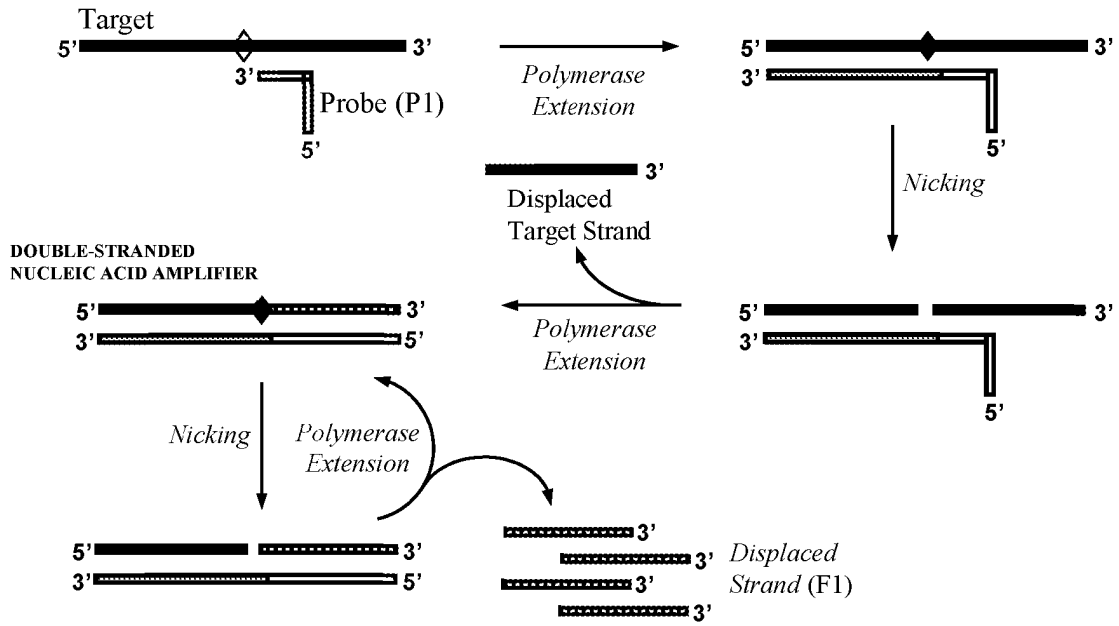 Target
5’ 3’
3’
Probe (P1)
5’
Polymerase
Extension
5’ 3’
3’
5’
Nicking
3’
Displaced
Target Strand
DOUBLE-STRANDED
NUCLEIC ACID AMPLIFIER
5’ 3’
3’ 5’
Polymerase
Extension
5’ 3’
3’
5’
Nicking
Polymerase
Extension
5’ 3’
3’ 5’
3’
3’
3’
3’
Displaced
Strand (F1)